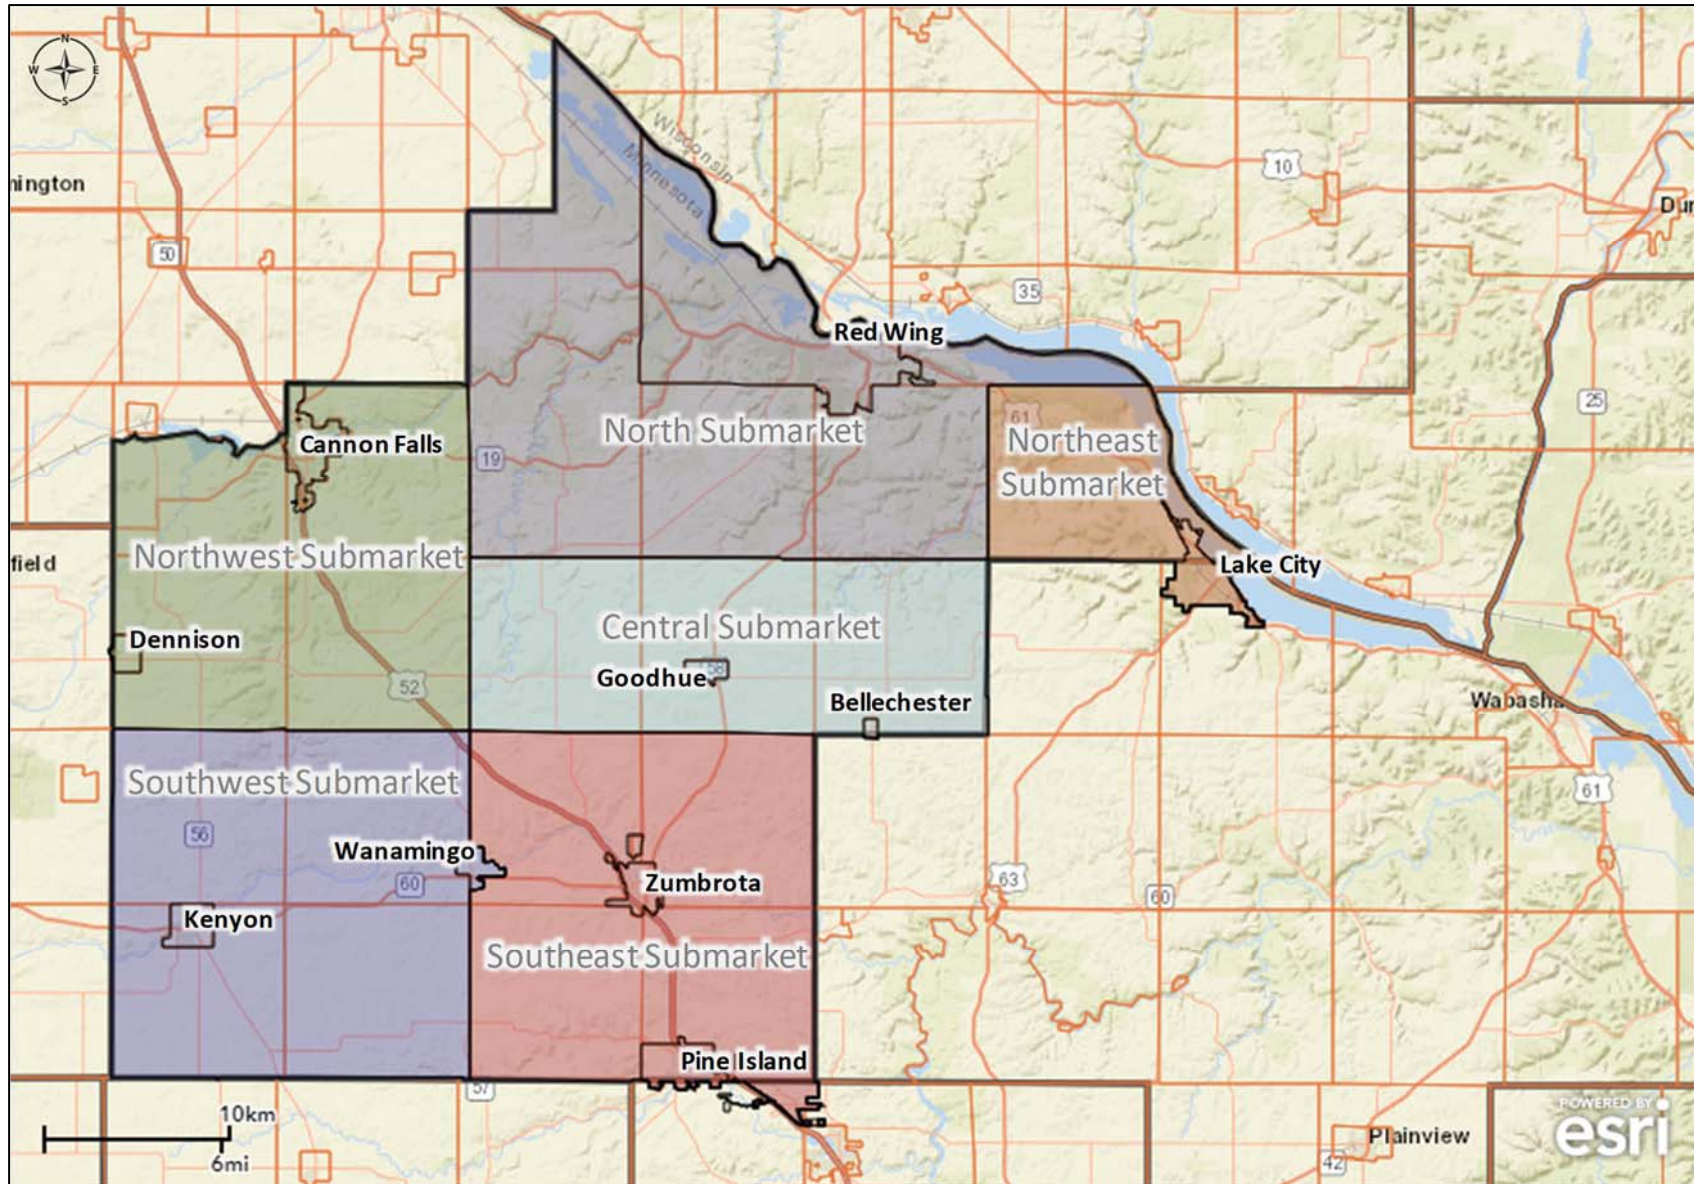 N
W E
S
Wisconsin
Minnesota
nington
10
Dur
50
35
Red Wing
25
61
North Submarket
Northeast
Submarket
Cannon Falls
19
Northwest Submarket
field
Lake City
Central Submarket
Dennison
58
Goodhue
52
Bellechester
Wabasha
Southwest Submarket
61
56
Wanamingo
60
Zumbrota
63
60
Kenyon
Southeast Submarket
Pine Island
57
10km
6mi
POWERED BY
esri
Plainview
42